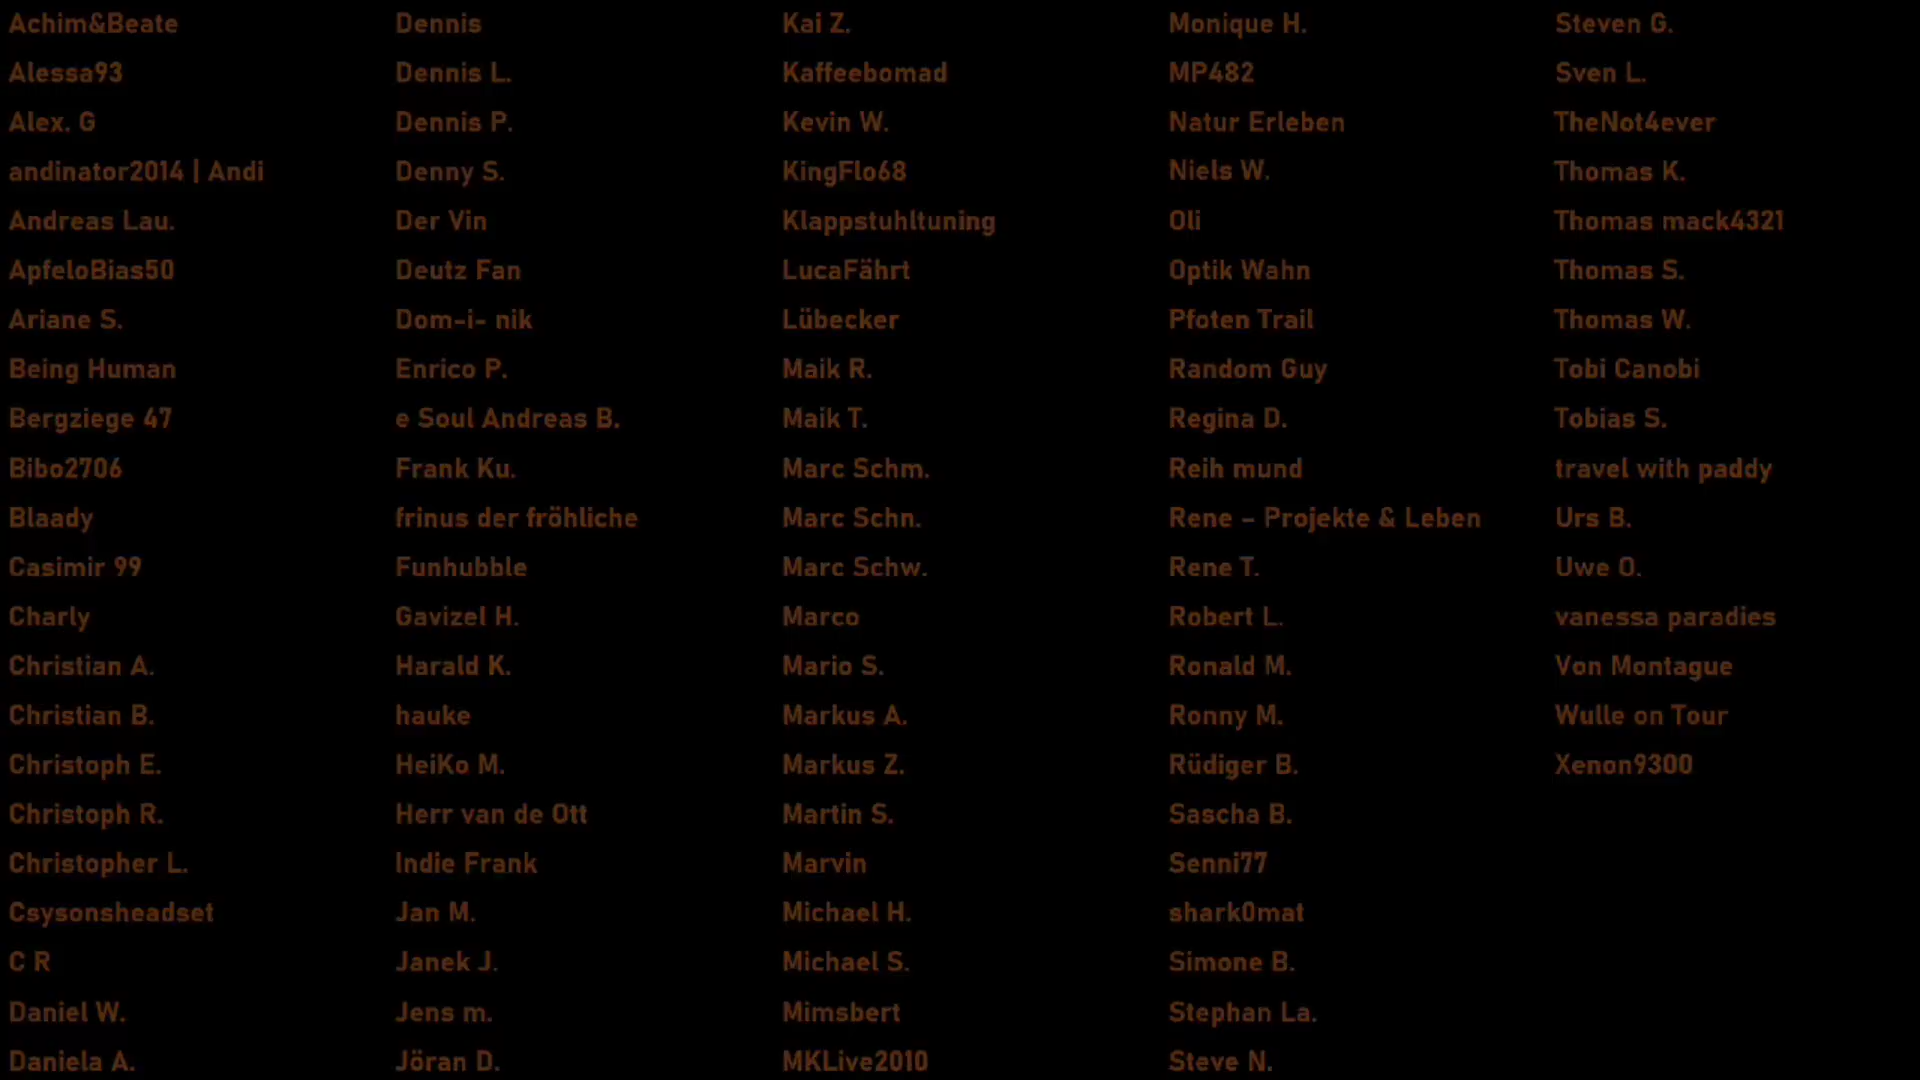 Achim&Beate
Alessa93
Alex. G
andinator2014 | Andi
Andreas Lau.
ApfeloBias50
Ariane S.
Being Human
Bergziege 47
Bibo2706
Blaady
Casimir 99
Charly
Christian A.
Christian B.
Christoph E.
Christoph R.
Christopher L.
Csysonsheadset
C R
Daniel W.
Daniela A.
Dennis
Dennis L.
Dennis P.
Denny S.
Der Vin
Deutz Fan
Dom-i- nik
Enrico P.
e Soul Andreas B.
Frank Ku.
frinus der fröhliche
Funhubble
Gavizel H.
Harald K.
hauke
HeiKo M.
Herr van de Ott
Indie Frank
Jan M.
Janek J.
Jens m.
Jöran D.
Kai Z.
Kaffeebomad
Kevin W.
KingFlo68
Klappstuhltuning
LucaFährt
Lübecker
Maik R.
Maik T.
Marc Schm.
Marc Schn.
Marc Schw.
Marco
Mario S.
Markus A.
Markus Z.
Martin S.
Marvin
Michael H.
Michael S.
Mimsbert
MKLive2010
Monique H.
MP482
Natur Erleben
Niels W.
Oli
Optik Wahn
Pfoten Trail
Random Guy
Regina D.
Reih mund
Rene – Projekte & Leben
Rene T.
Robert L.
Ronald M.
Ronny M.
Rüdiger B.
Sascha B.
Senni77
shark0mat
Simone B.
Stephan La.
Steve N.
Steven G.
Sven L.
TheNot4ever
Thomas K.
Thomas mack4321
Thomas S.
Thomas W.
Tobi Canobi
Tobias S.
travel with paddy
Urs B.
Uwe O.
vanessa paradies
Von Montague
Wulle on Tour
Xenon9300